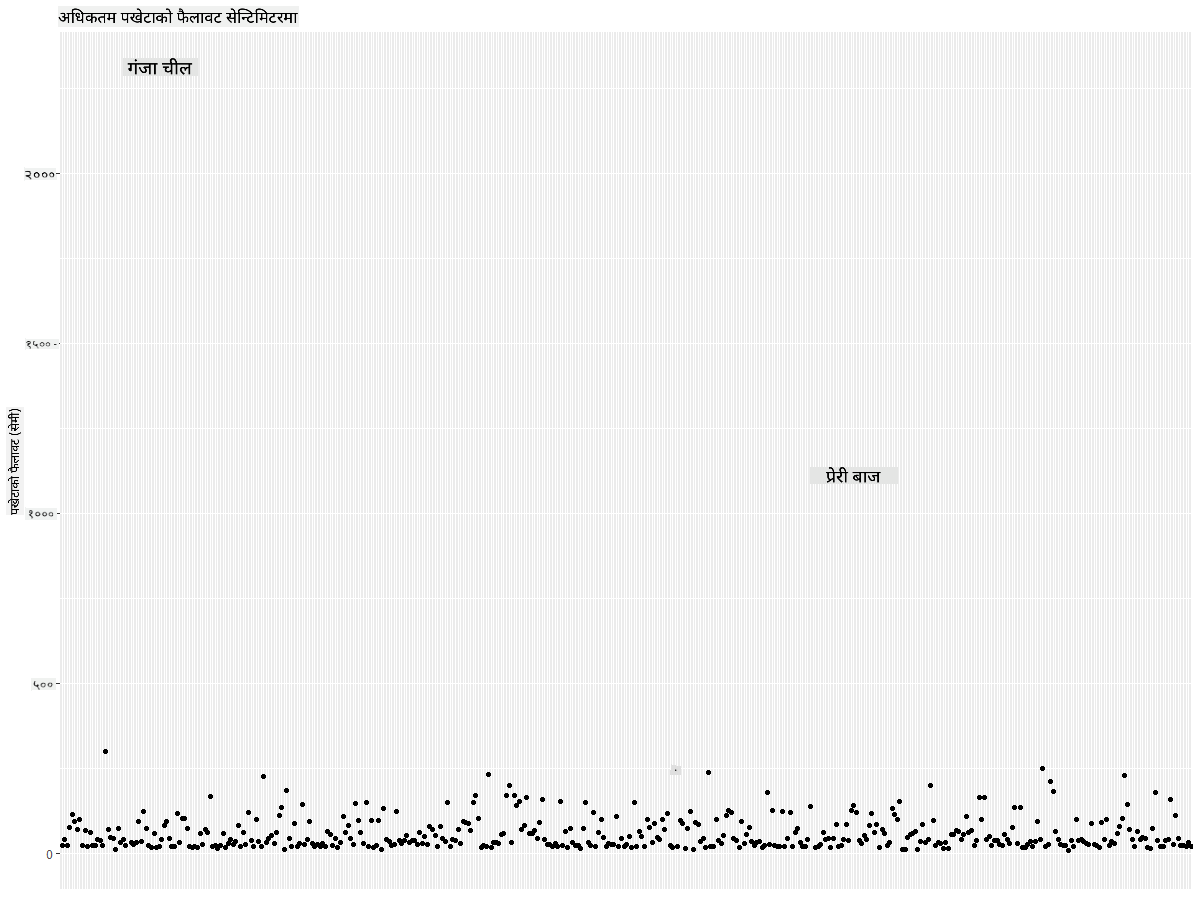 अधिकतम पखेटाको फैलावट सेन्टिमिटरमा
गंजा चील
२०००
१५००
प्रेरी बाज
पखेटाको फैलावट (सेमी)
१०००
५००
0